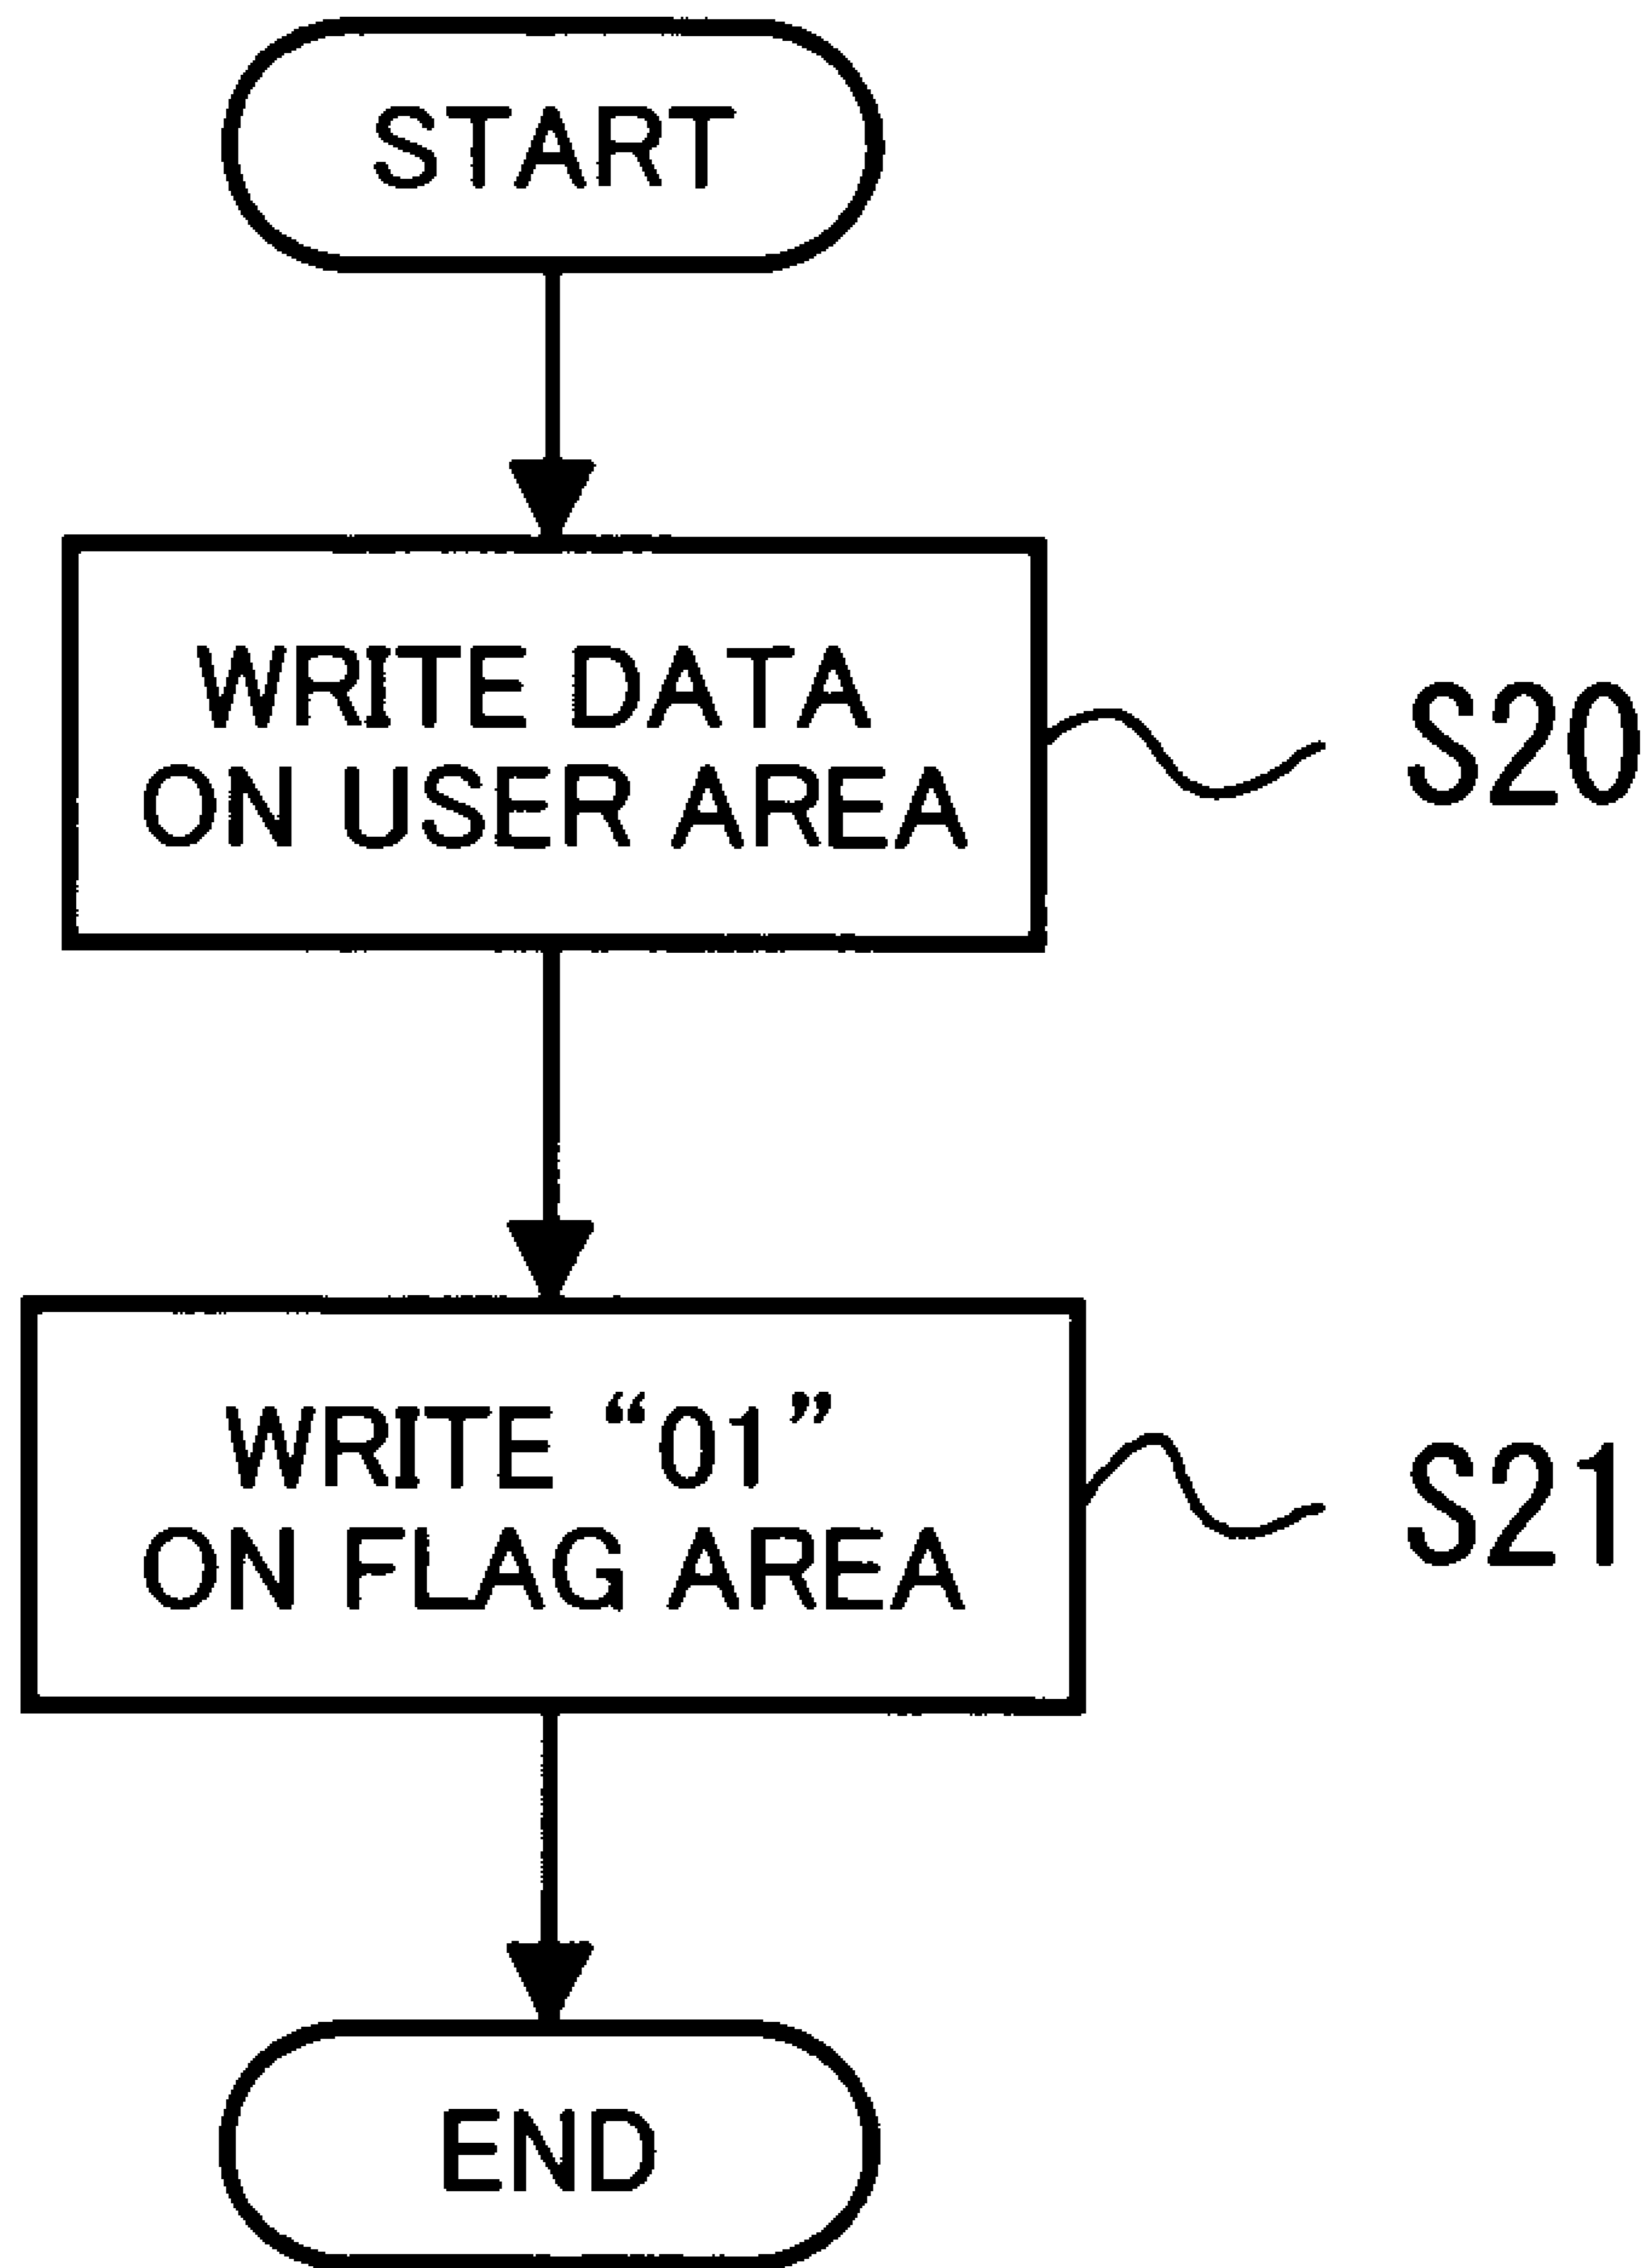 START
WRITE DATA
ON USER AREA
S20
WRITE “01”
ON FLAG AREA
S21
END